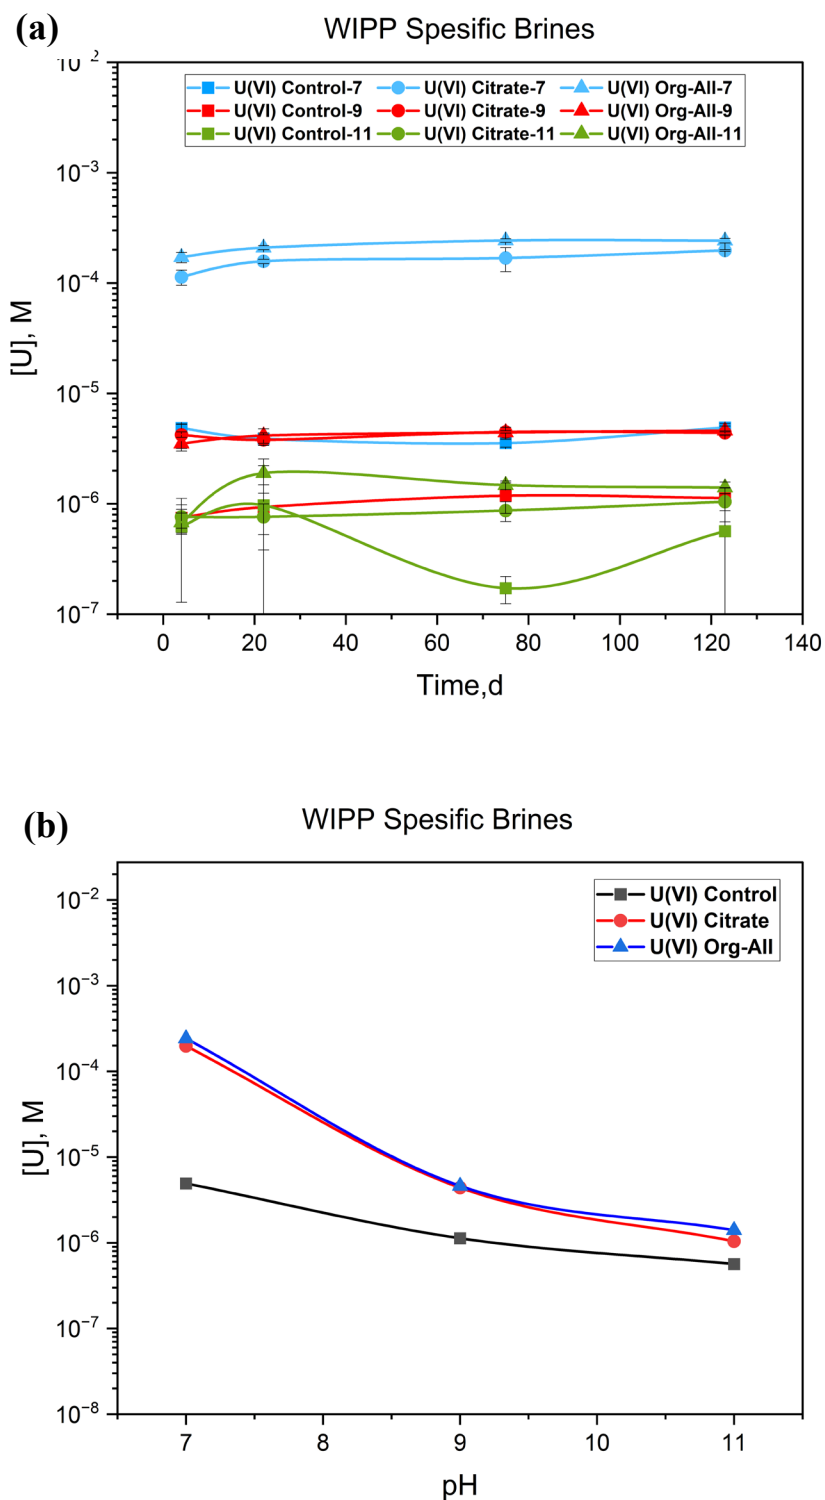 (a)
WIPP Spesific Brines
10⁻²
U(VI) Control-7 U(VI) Citrate-7 U(VI) Org-All-7
U(VI) Control-9 U(VI) Citrate-9 U(VI) Org-All-9
U(VI) Control-11 U(VI) Citrate-11 U(VI) Org-All-11
10⁻³
10⁻⁴
10⁻⁵
10⁻⁶
10⁻⁷
[U], M
0 20 40 60 80 100 120 140
Time,d
(b)
WIPP Spesific Brines
U(VI) Control
U(VI) Citrate
U(VI) Org-All
10⁻²
10⁻³
10⁻⁴
10⁻⁵
10⁻⁶
10⁻⁷
10⁻⁸
[U], M
7 8 9 10 11
pH